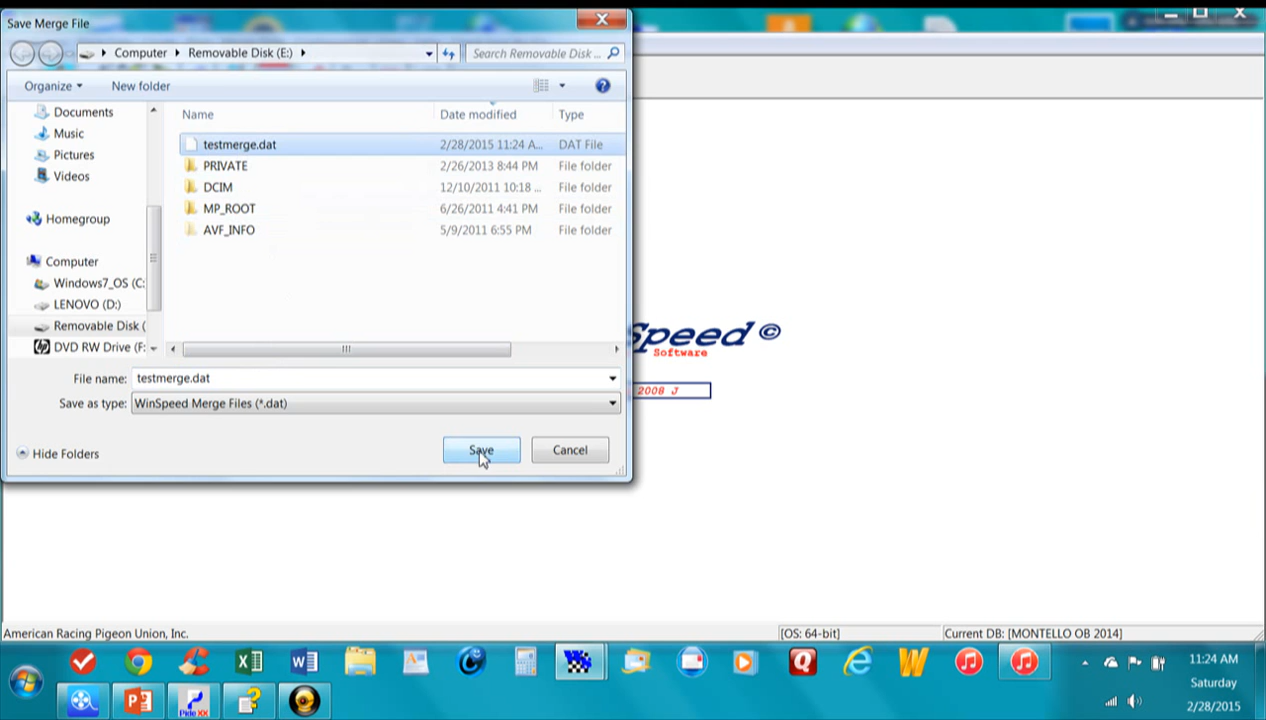 Save Merge File
Computer
Removable Disk (E:)
Search Removable Disk ...
Organize
New folder
Name
Date modified
Type
Documents
Music
Pictures
Videos
Homegroup
Computer
Windows7_OS (C:
LENOVO (D:)
Removable Disk (
DVD RW Drive (F:
testmerge.dat
2/28/2015 11:24 A...
DAT File
PRIVATE
2/26/2013 8:44 PM
File folder
DCIM
12/10/2011 10:18 ...
File folder
MP_ROOT
6/26/2011 4:41 PM
File folder
AVF_INFO
5/9/2011 6:55 PM
File folder
File name: testmerge.dat
Save as type: WinSpeed Merge Files (*.dat)
Hide Folders
Save
Cancel
Speed ©
Software
2008 J
American Racing Pigeon Union, Inc.
[OS: 64-bit]
Current DB: [MONTELLO OB 2014]
11:24 AM
Saturday
2/28/2015